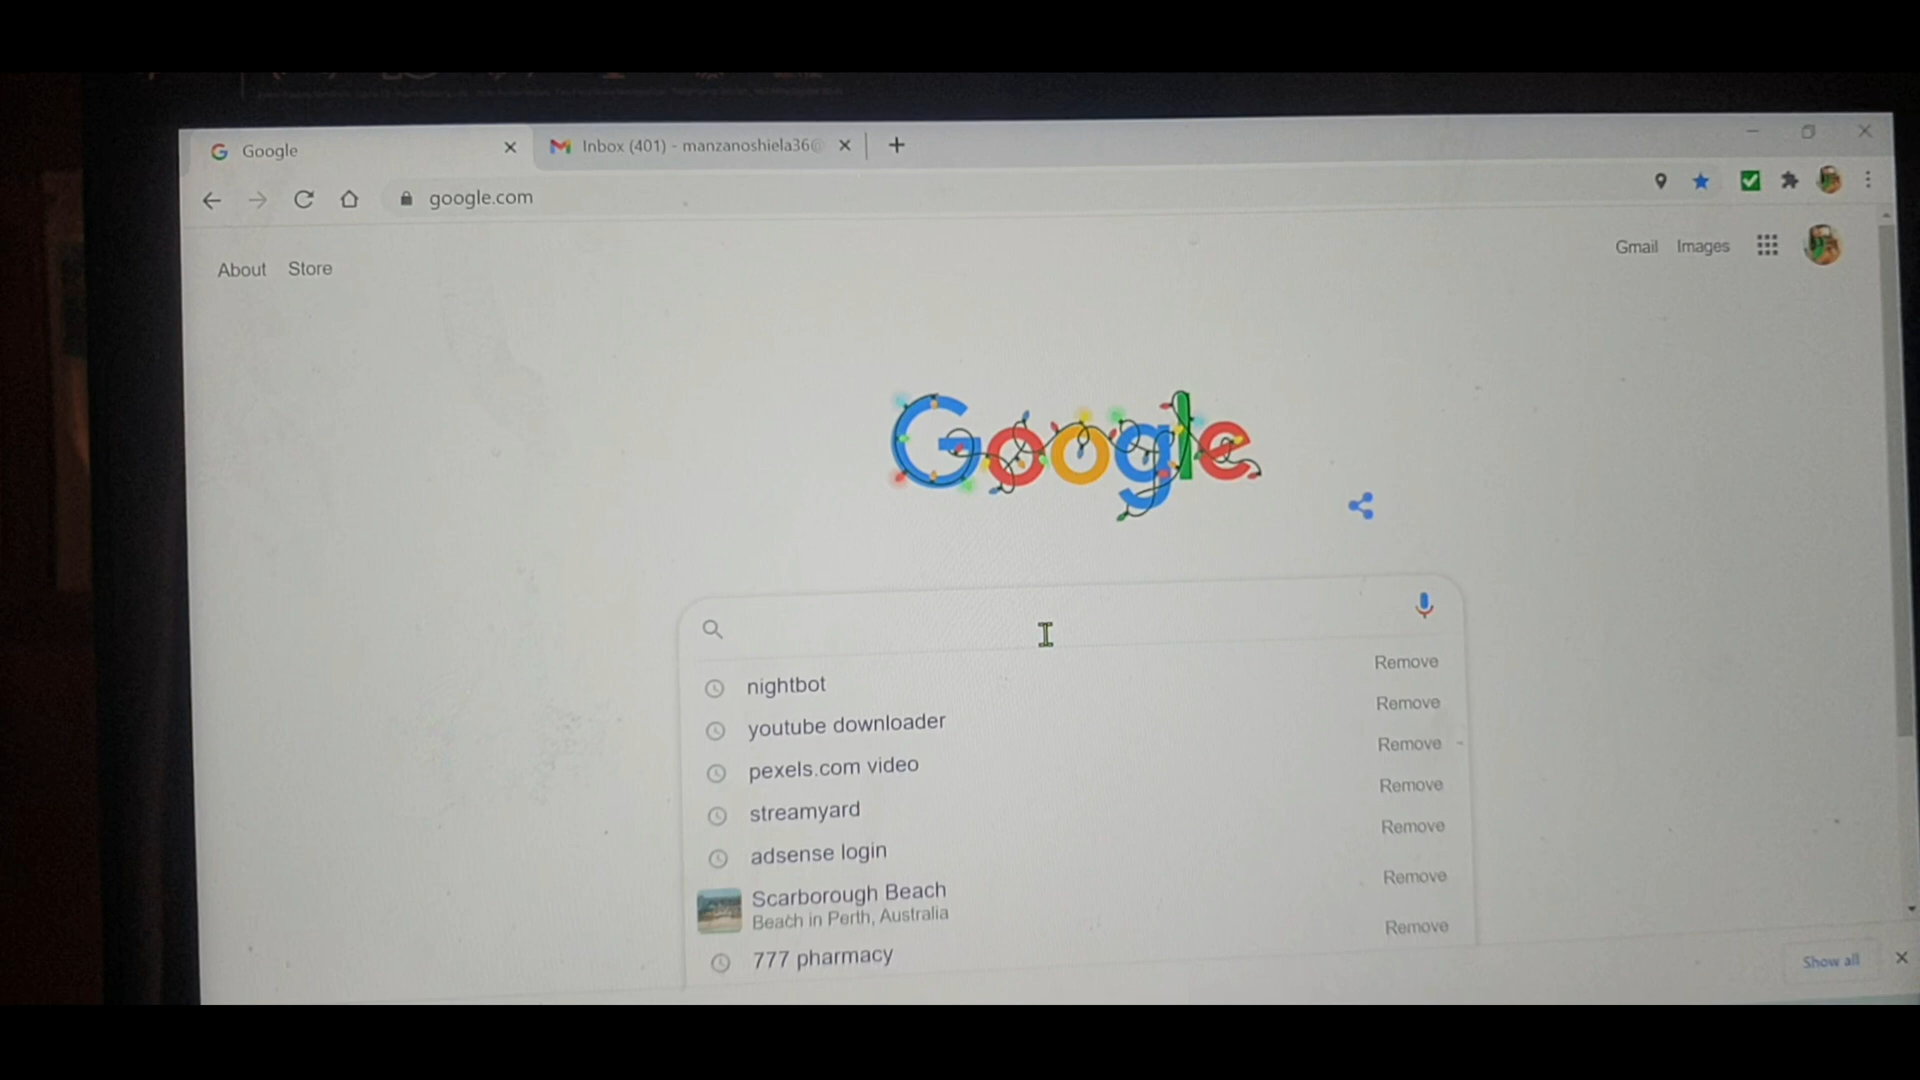 Google
Inbox (401) - manzanoshiela36@
google.com
About Store
Gmail Images
Google
nightbot Remove
youtube downloader Remove
pexels.com video Remove
streamyard Remove
adsense login Remove
Scarborough Beach Remove
Beach in Perth, Australia
777 pharmacy Remove
Show all